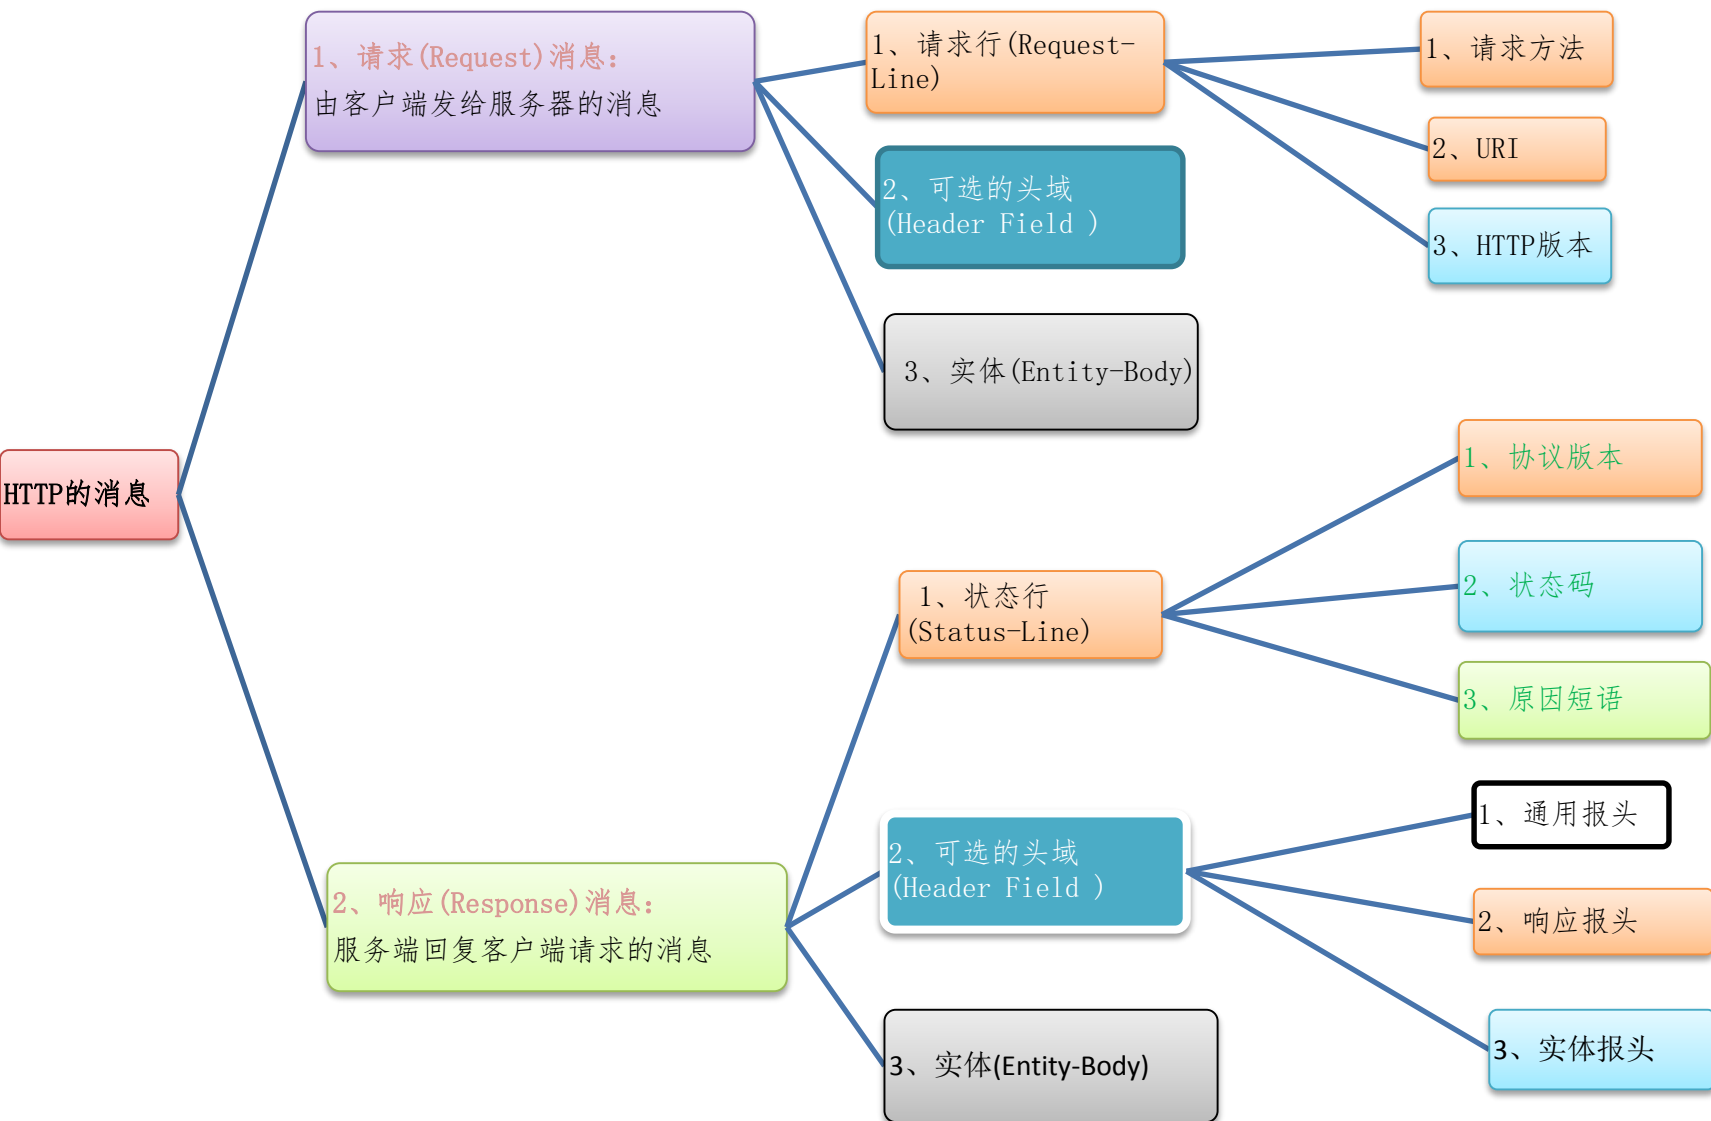 1、请求(Request)消息:
由客户端发给服务器的消息
1、请求行(Request-
Line)
1、请求方法
2、URI
3、HTTP版本
2、可选的头域
(Header Field )
3、实体(Entity-Body)
HTTP的消息
1、状态行
(Status-Line)
1、协议版本
2、状态码
3、原因短语
2、响应(Response)消息:
服务端回复客户端请求的消息
2、可选的头域
(Header Field )
1、通用报头
2、响应报头
3、实体报头
3、实体(Entity-Body)